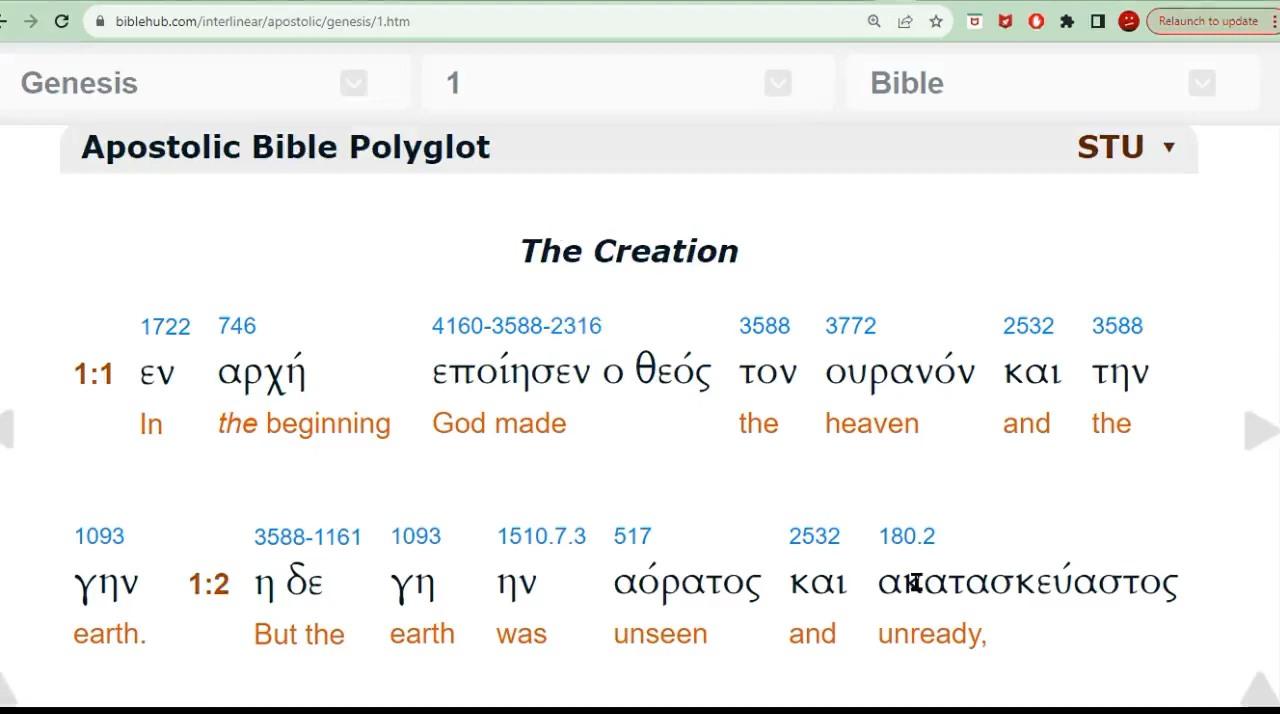 biblehub.com/interlinear/apostolic/genesis/1.htm Relaunch to update
Genesis 1 Bible
Apostolic Bible Polyglot STU
The Creation
1722 746 4160-3588-2316 3588 3772 2532 3588
1:1 εν αρχή εποίησεν ο θεός τον ουρανόν και την
In the beginning God made the heaven and the
1093 3588-1161 1093 1510.7.3 517 2532 180.2
γην 1:2 η δε γη ην αόρατος και ακατασκεύαστος
earth. But the earth was unseen and unready,